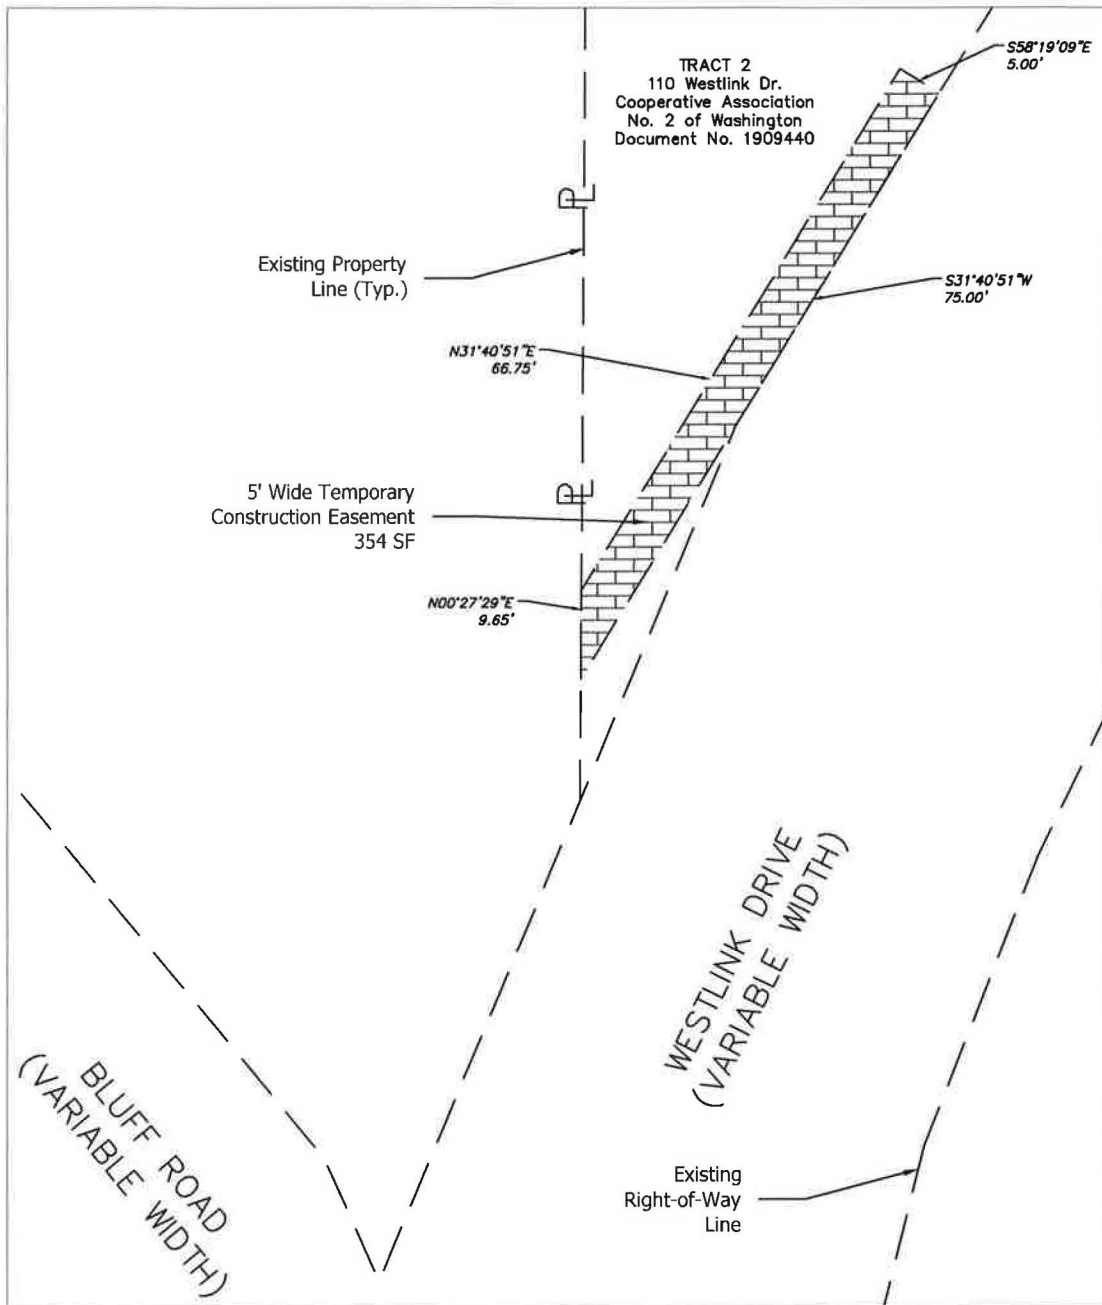 TRACT 2
110 Westlink Dr.
Cooperative Association
No. 2 of Washington
Document No. 1909440
S58°19'09"E
5.00'
PL
Existing Property
Line (Typ.)
S31°40'51"W
75.00'
N31°40'51"E
66.75'
PL
5' Wide Temporary
Construction Easement
354 SF
N00°27'29"E
9.65'
WESTLINK DRIVE
(VARIABLE WIDTH)
BLUFF ROAD
(VARIABLE WIDTH)
Existing
Right-of-Way
Line